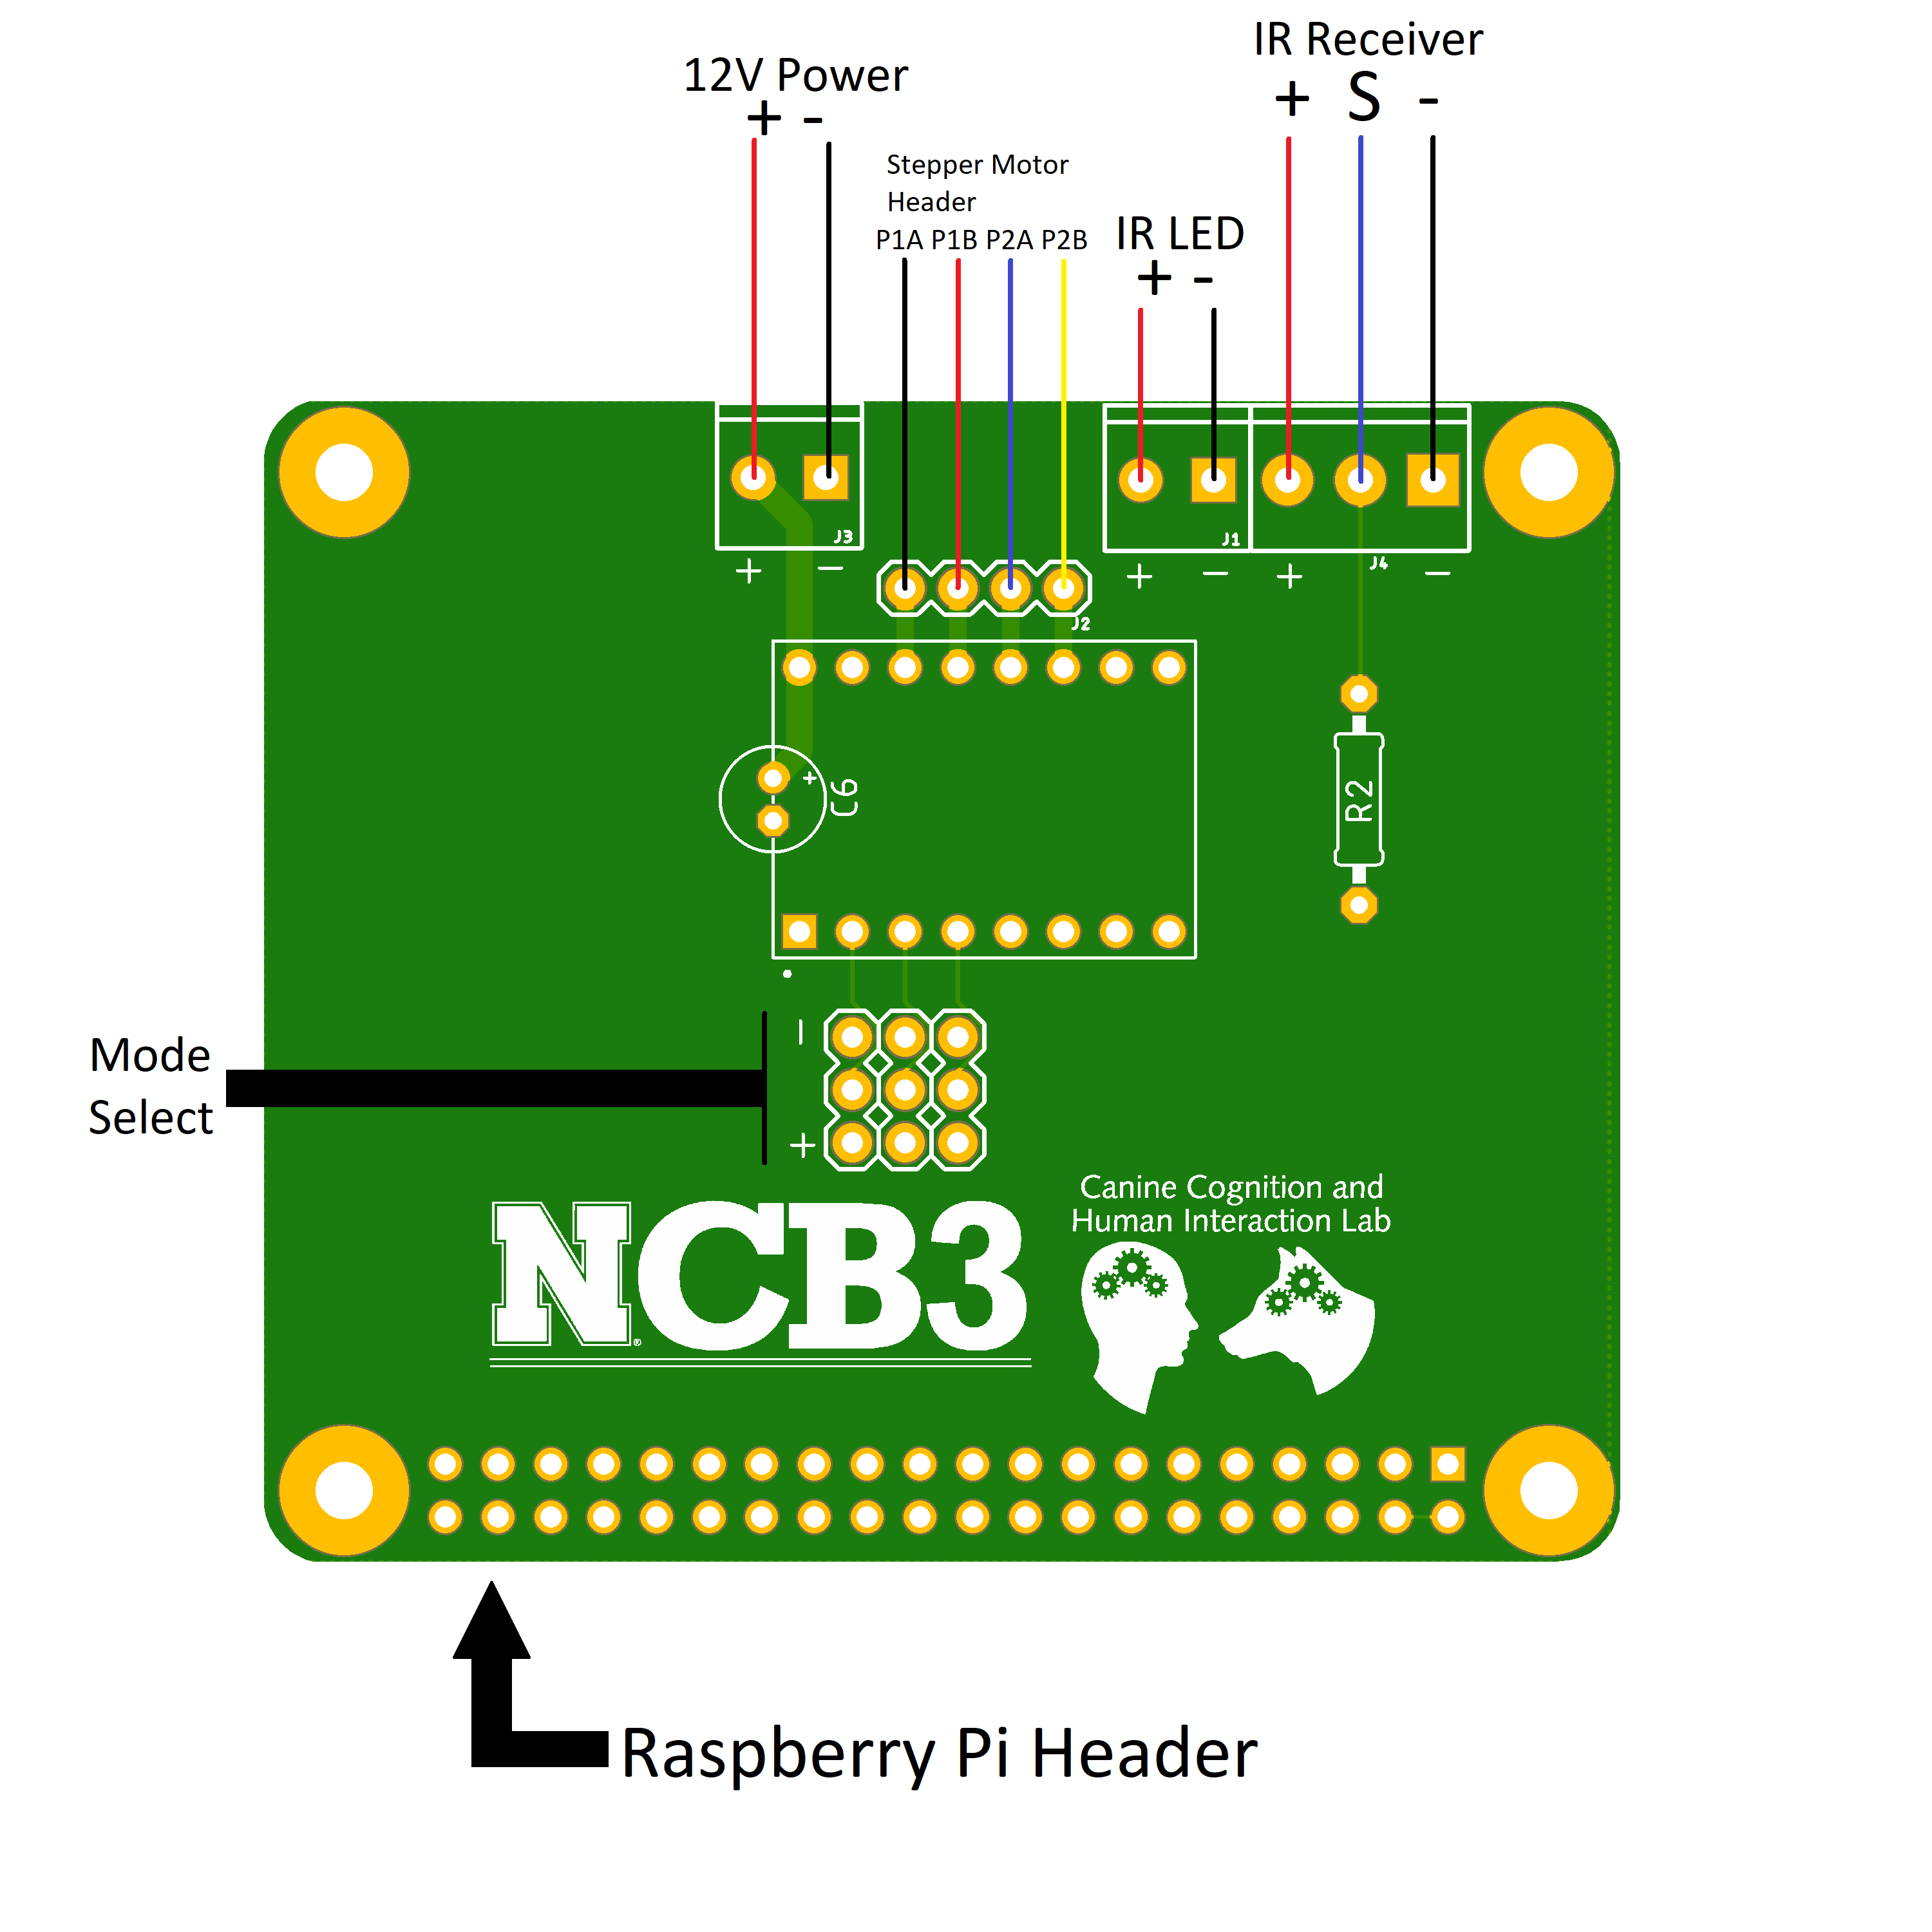 IR Receiver
+ S -
12V Power
+ -
Stepper Motor
Header
P1A P1B P2A P2B
IR LED
+ -
J3
J1
J4
+ -
+ -
+ -
J2
+
C6
R2
-
Mode
Select
+
Canine Cognition and
Human Interaction Lab
NCB3
®
Raspberry Pi Header